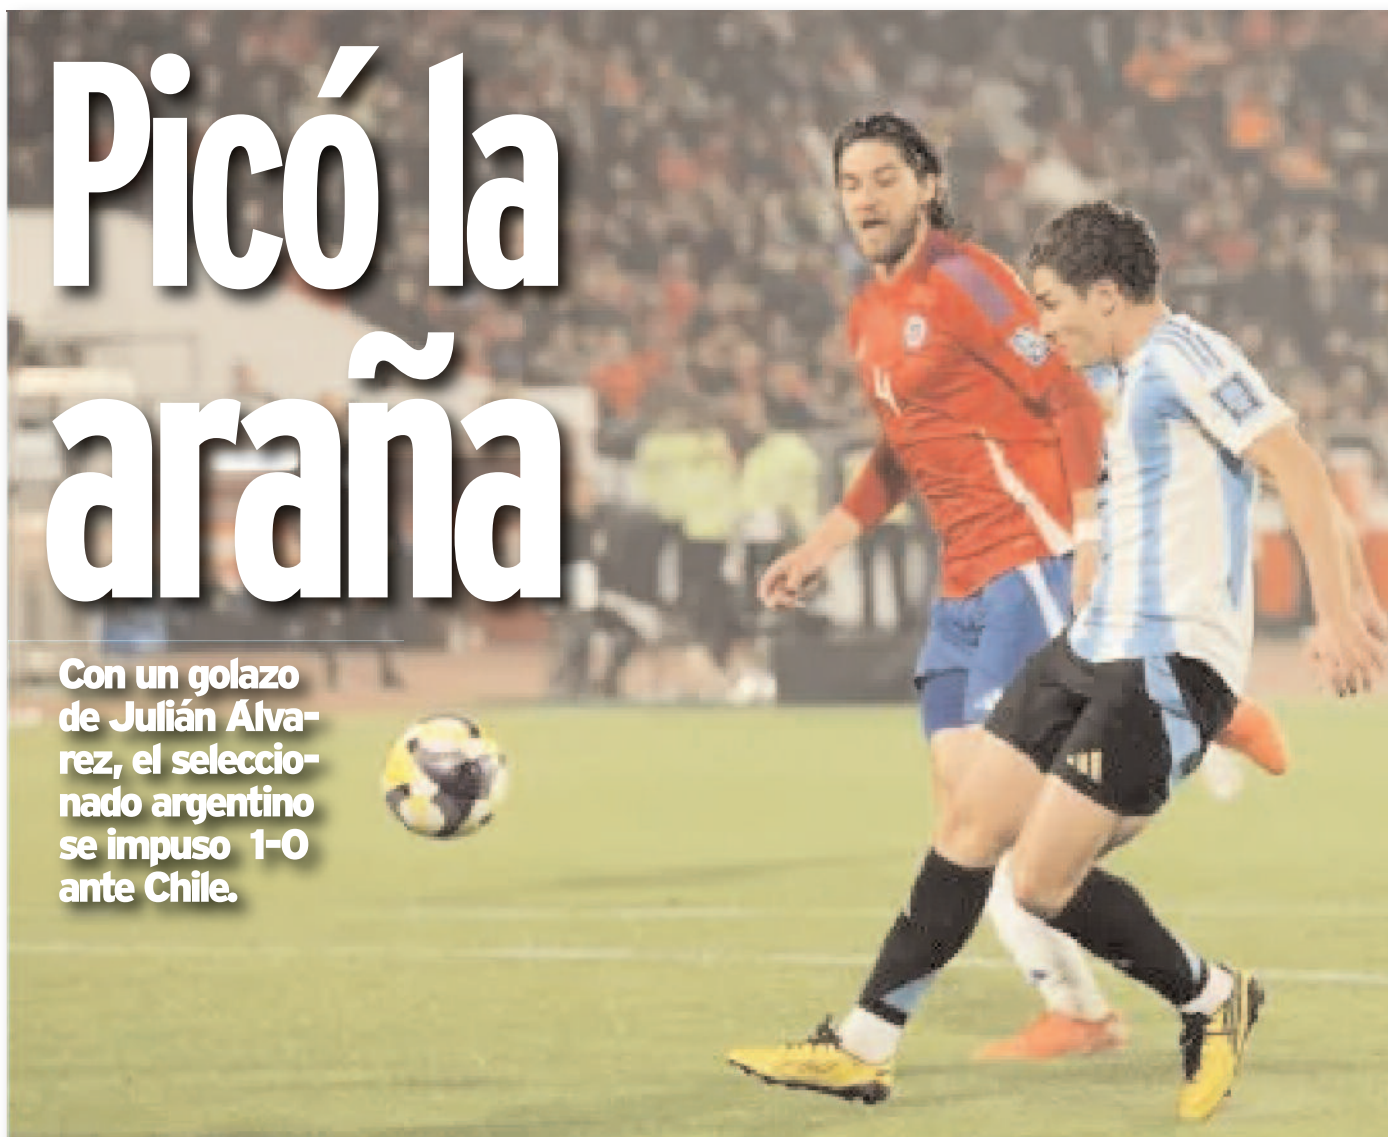 Picó la
araña
Con un golazo
de Julián Álva-
rez, el seleccio-
nado argentino
se impuso 1-0
ante Chile.
4